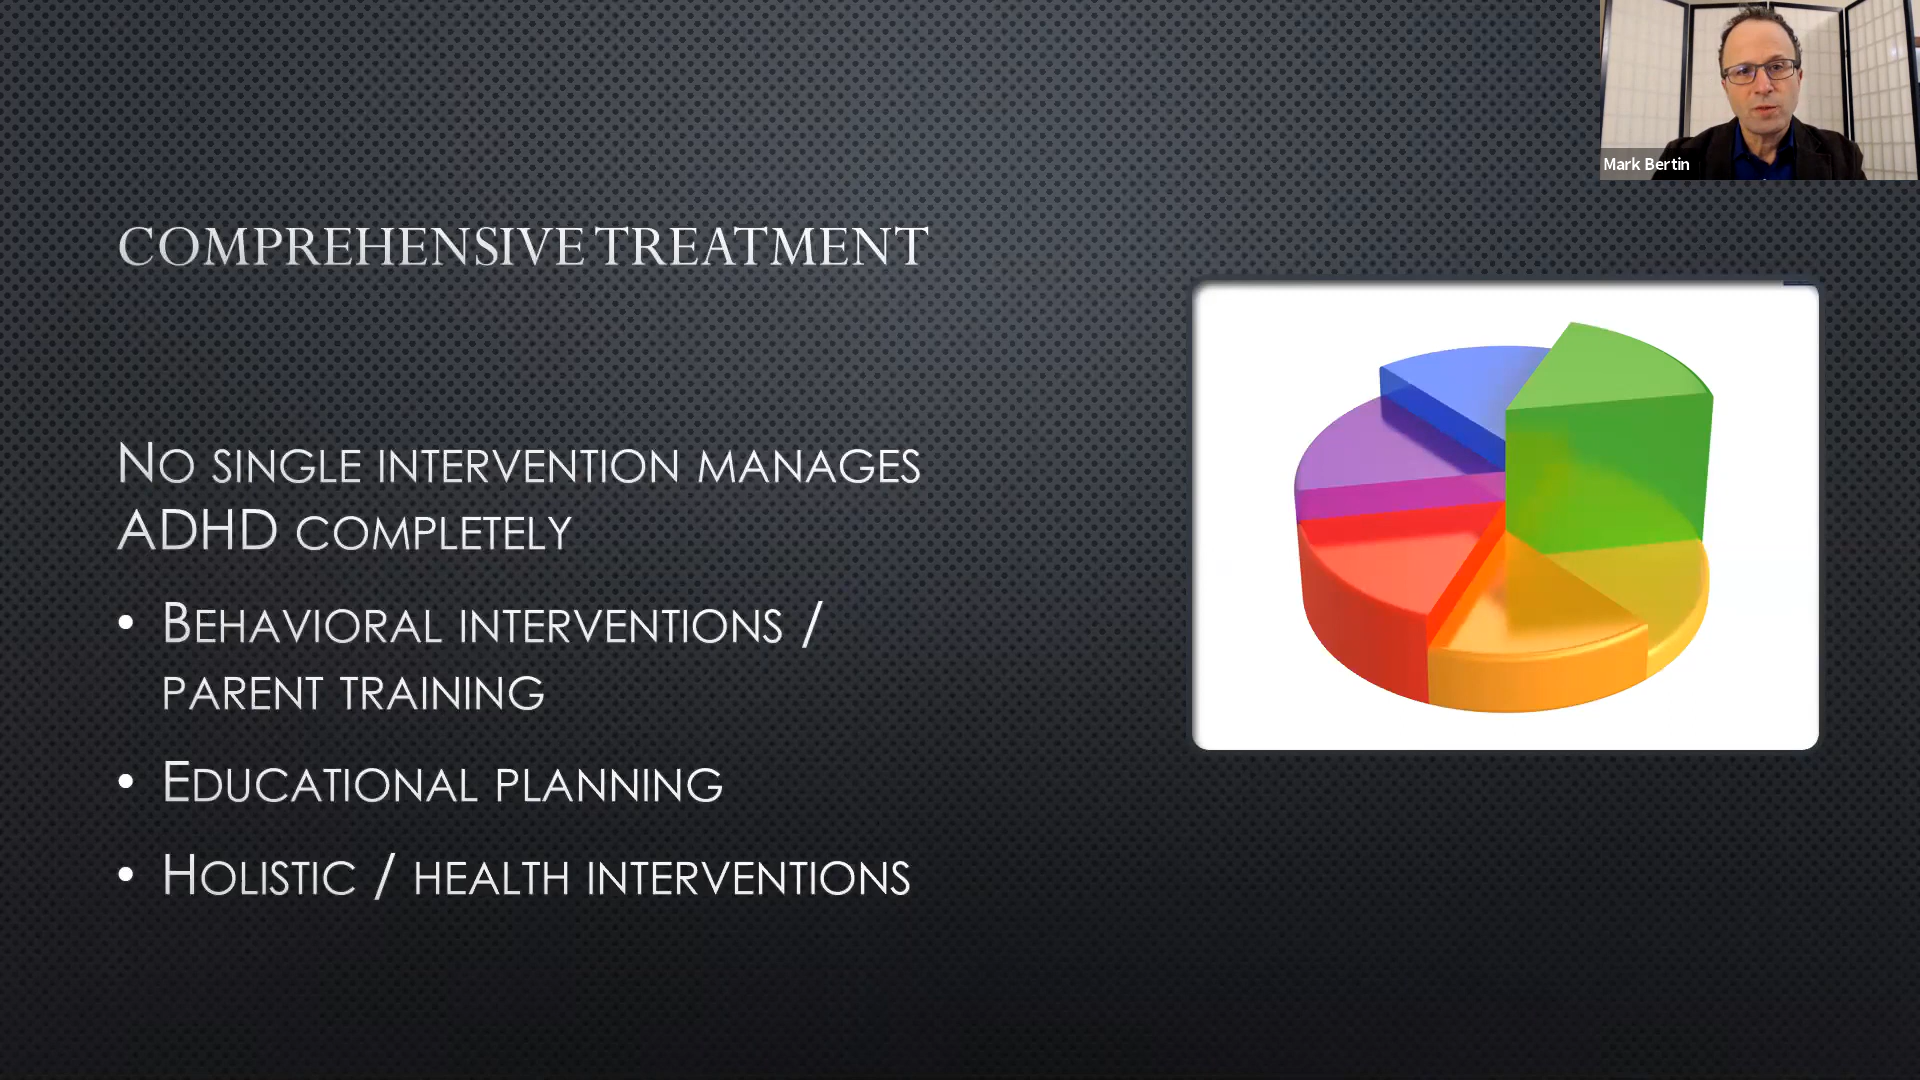 Mark Bertin
COMPREHENSIVE TREATMENT
No single intervention manages
ADHD completely
• Behavioral interventions /
parent training
• Educational planning
• Holistic / health interventions